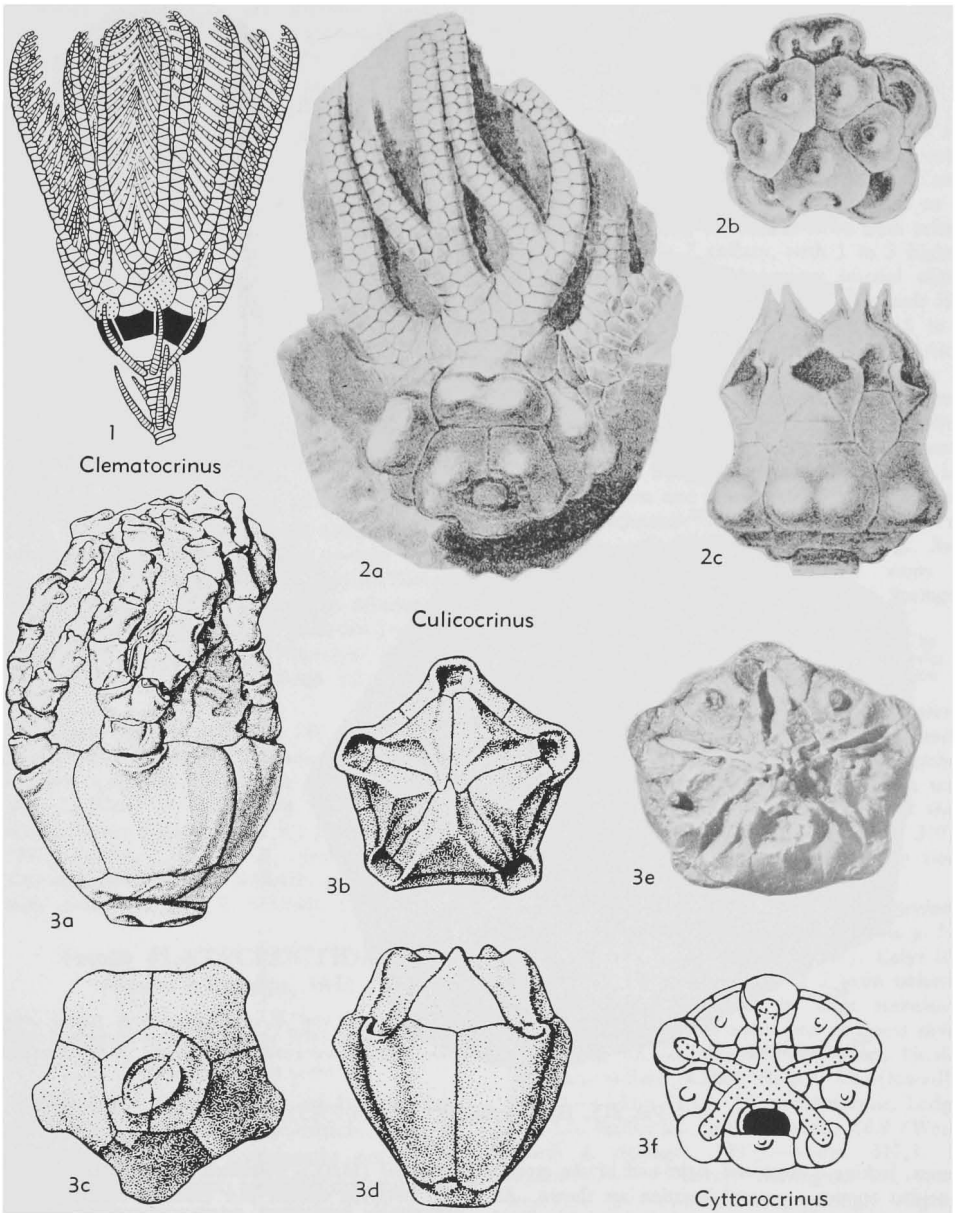 1
Clematocrinus
2a
2b
2c
Culicocrinus
3a
3b
3c
3d
3e
3f
Cyttarocrinus